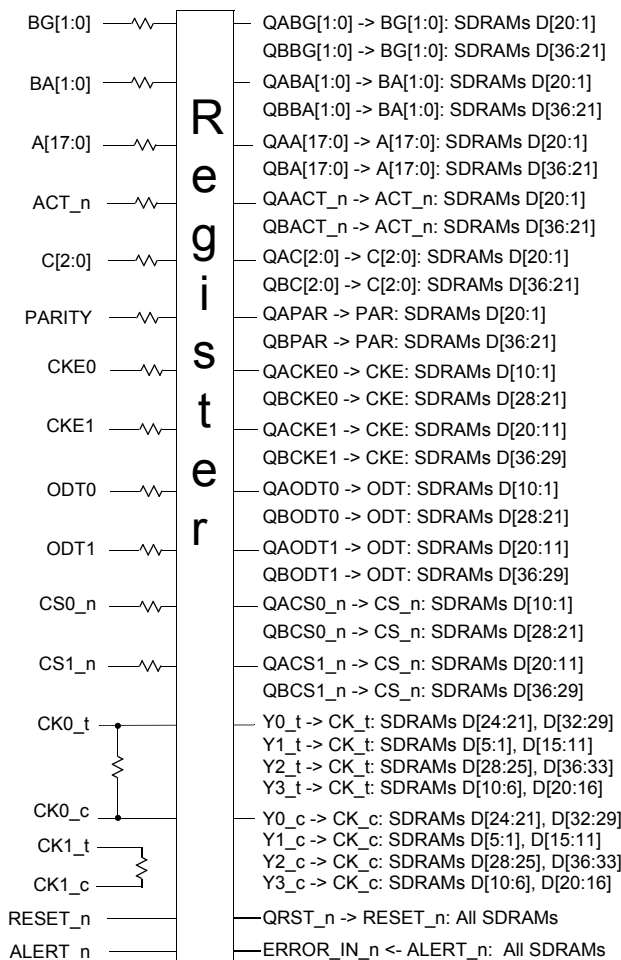 BG[1:0]
QABG[1:0] -> BG[1:0]: SDRAMs D[20:1]
QBBG[1:0] -> BG[1:0]: SDRAMs D[36:21]
BA[1:0]
QABA[1:0] -> BA[1:0]: SDRAMs D[20:1]
QBBA[1:0] -> BA[1:0]: SDRAMs D[36:21]
A[17:0]
QAA[17:0] -> A[17:0]: SDRAMs D[20:1]
QBA[17:0] -> A[17:0]: SDRAMs D[36:21]
ACT_n
QAACT_n -> ACT_n: SDRAMs D[20:1]
QBACT_n -> ACT_n: SDRAMs D[36:21]
C[2:0]
QAC[2:0] -> C[2:0]: SDRAMs D[20:1]
QBC[2:0] -> C[2:0]: SDRAMs D[36:21]
PARITY
QAPAR -> PAR: SDRAMs D[20:1]
QBPAR -> PAR: SDRAMs D[36:21]
CKE0
QACKE0 -> CKE: SDRAMs D[10:1]
QBCKE0 -> CKE: SDRAMs D[28:21]
CKE1
QACKE1 -> CKE: SDRAMs D[20:11]
QBCKE1 -> CKE: SDRAMs D[36:29]
ODT0
QAODT0 -> ODT: SDRAMs D[10:1]
QBODT0 -> ODT: SDRAMs D[28:21]
ODT1
QAODT1 -> ODT: SDRAMs D[20:11]
QBODT1 -> ODT: SDRAMs D[36:29]
CS0_n
QACS0_n -> CS_n: SDRAMs D[10:1]
QBCS0_n -> CS_n: SDRAMs D[28:21]
CS1_n
QACS1_n -> CS_n: SDRAMs D[20:11]
QBCS1_n -> CS_n: SDRAMs D[36:29]
CK0_t
Y0_t -> CK_t: SDRAMs D[24:21], D[32:29]
Y1_t -> CK_t: SDRAMs D[5:1], D[15:11]
Y2_t -> CK_t: SDRAMs D[28:25], D[36:33]
Y3_t -> CK_t: SDRAMs D[10:6], D[20:16]
CK0_c
Y0_c -> CK_c: SDRAMs D[24:21], D[32:29]
Y1_c -> CK_c: SDRAMs D[5:1], D[15:11]
Y2_c -> CK_c: SDRAMs D[28:25], D[36:33]
Y3_c -> CK_c: SDRAMs D[10:6], D[20:16]
CK1_t
CK1_c
RESET_n
QRST_n -> RESET_n: All SDRAMs
ALERT_n
ERROR_IN_n <- ALERT_n: All SDRAMs
Register